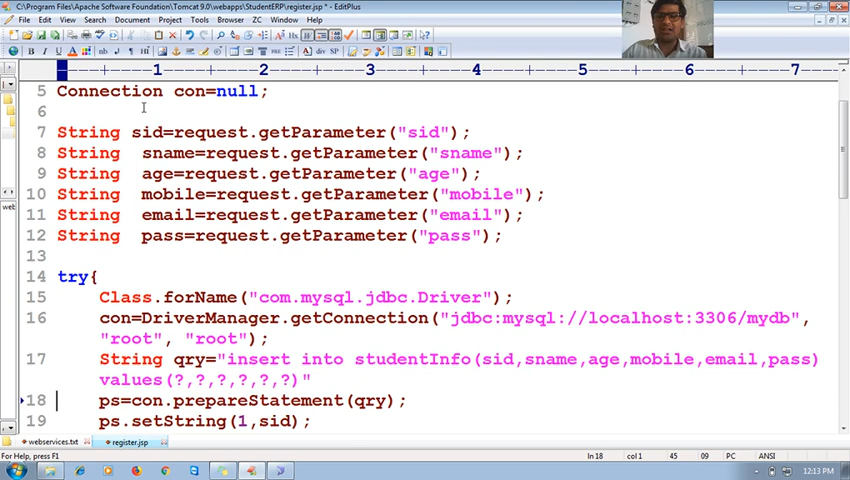 C:\Program Files\Apache Software Foundation\Tomcat 9.0\webapps\StudentERP\register.jsp * - EditPlus
File Edit View Search Document Project Tools Browser ZC Window Help
1 2 3 4 5 6 7
5 Connection con=null;
6
7 String sid=request.getParameter("sid");
8 String sname=request.getParameter("sname");
9 String age=request.getParameter("age");
10 String mobile=request.getParameter("mobile");
11 String email=request.getParameter("email");
12 String pass=request.getParameter("pass");
13
14 try{
15 Class.forName("com.mysql.jdbc.Driver");
16 con=DriverManager.getConnection("jdbc:mysql://localhost:3306/mydb",
"root", "root");
17 String qry="insert into studentInfo(sid,sname,age,mobile,email,pass)
values(?,?,?,?,?,?)"
18 ps=con.prepareStatement(qry);
19 ps.setString(1,sid);
webservices.txt register.jsp
For Help, press F1 ln 18 col 1 45 09 PC ANSI
12:13 PM